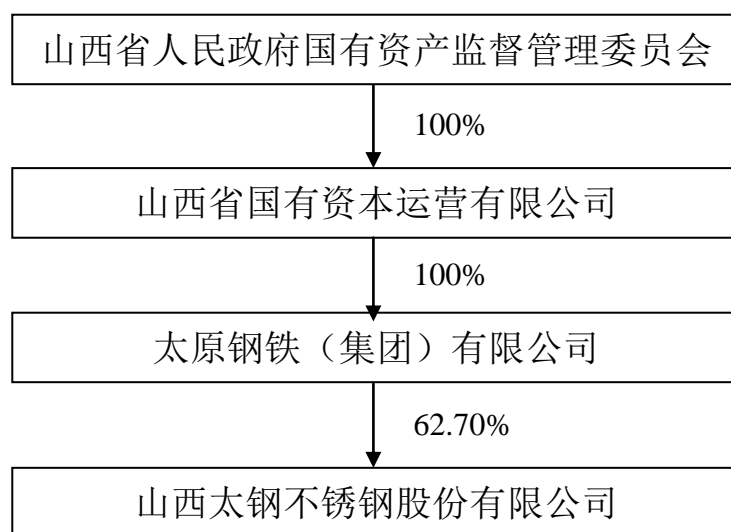 山西省人民政府国有资产监督管理委员会
100%
山西省国有资本运营有限公司
100%
太原钢铁（集团）有限公司
62.70%
山西太钢不锈钢股份有限公司